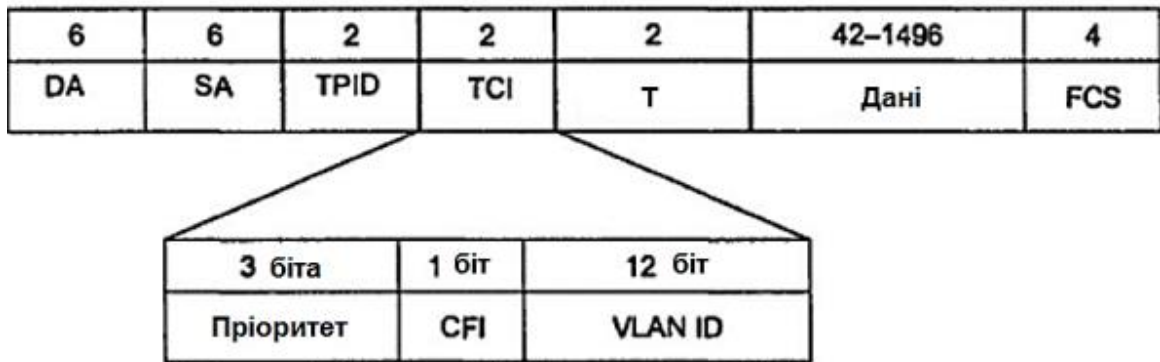 6 6 2 2 2 42–1496 4
DA SA TPID TCI T Дані FCS
3 біта 1 біт 12 біт
Пріоритет CFI VLAN ID